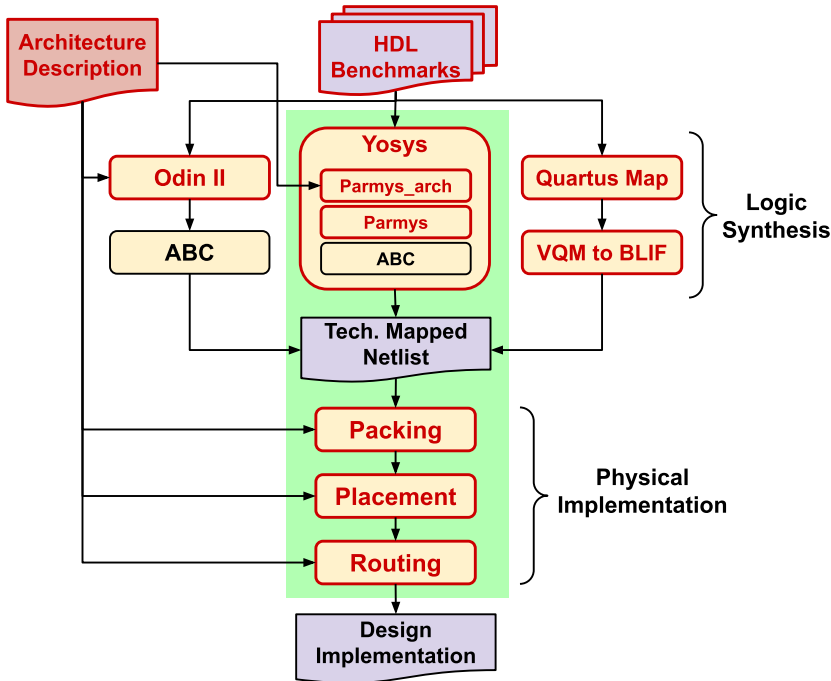 Architecture
Description
HDL
Benchmarks
Yosys
Odin II
Parmys_arch
Quartus Map
Parmys
ABC
ABC
VQM to BLIF
Logic
Synthesis
Tech. Mapped
Netlist
Packing
Placement
Routing
Physical
Implementation
Design
Implementation